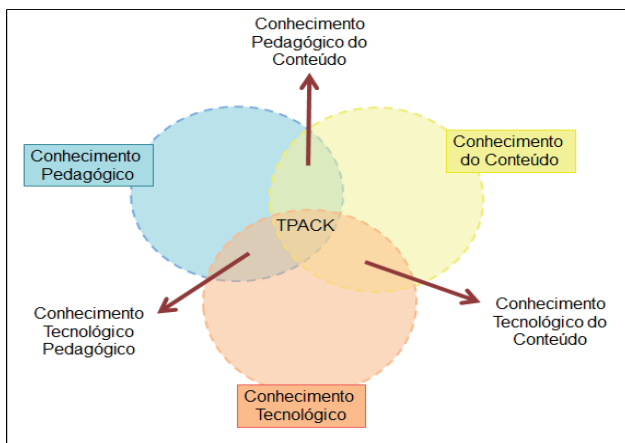 Conhecimento
Pedagógico do
Conteúdo
Conhecimento
Pedagógico
Conhecimento
do Conteúdo
TPACK
Conhecimento
Tecnológico
Pedagógico
Conhecimento
Tecnológico do
Conteúdo
Conhecimento
Tecnológico